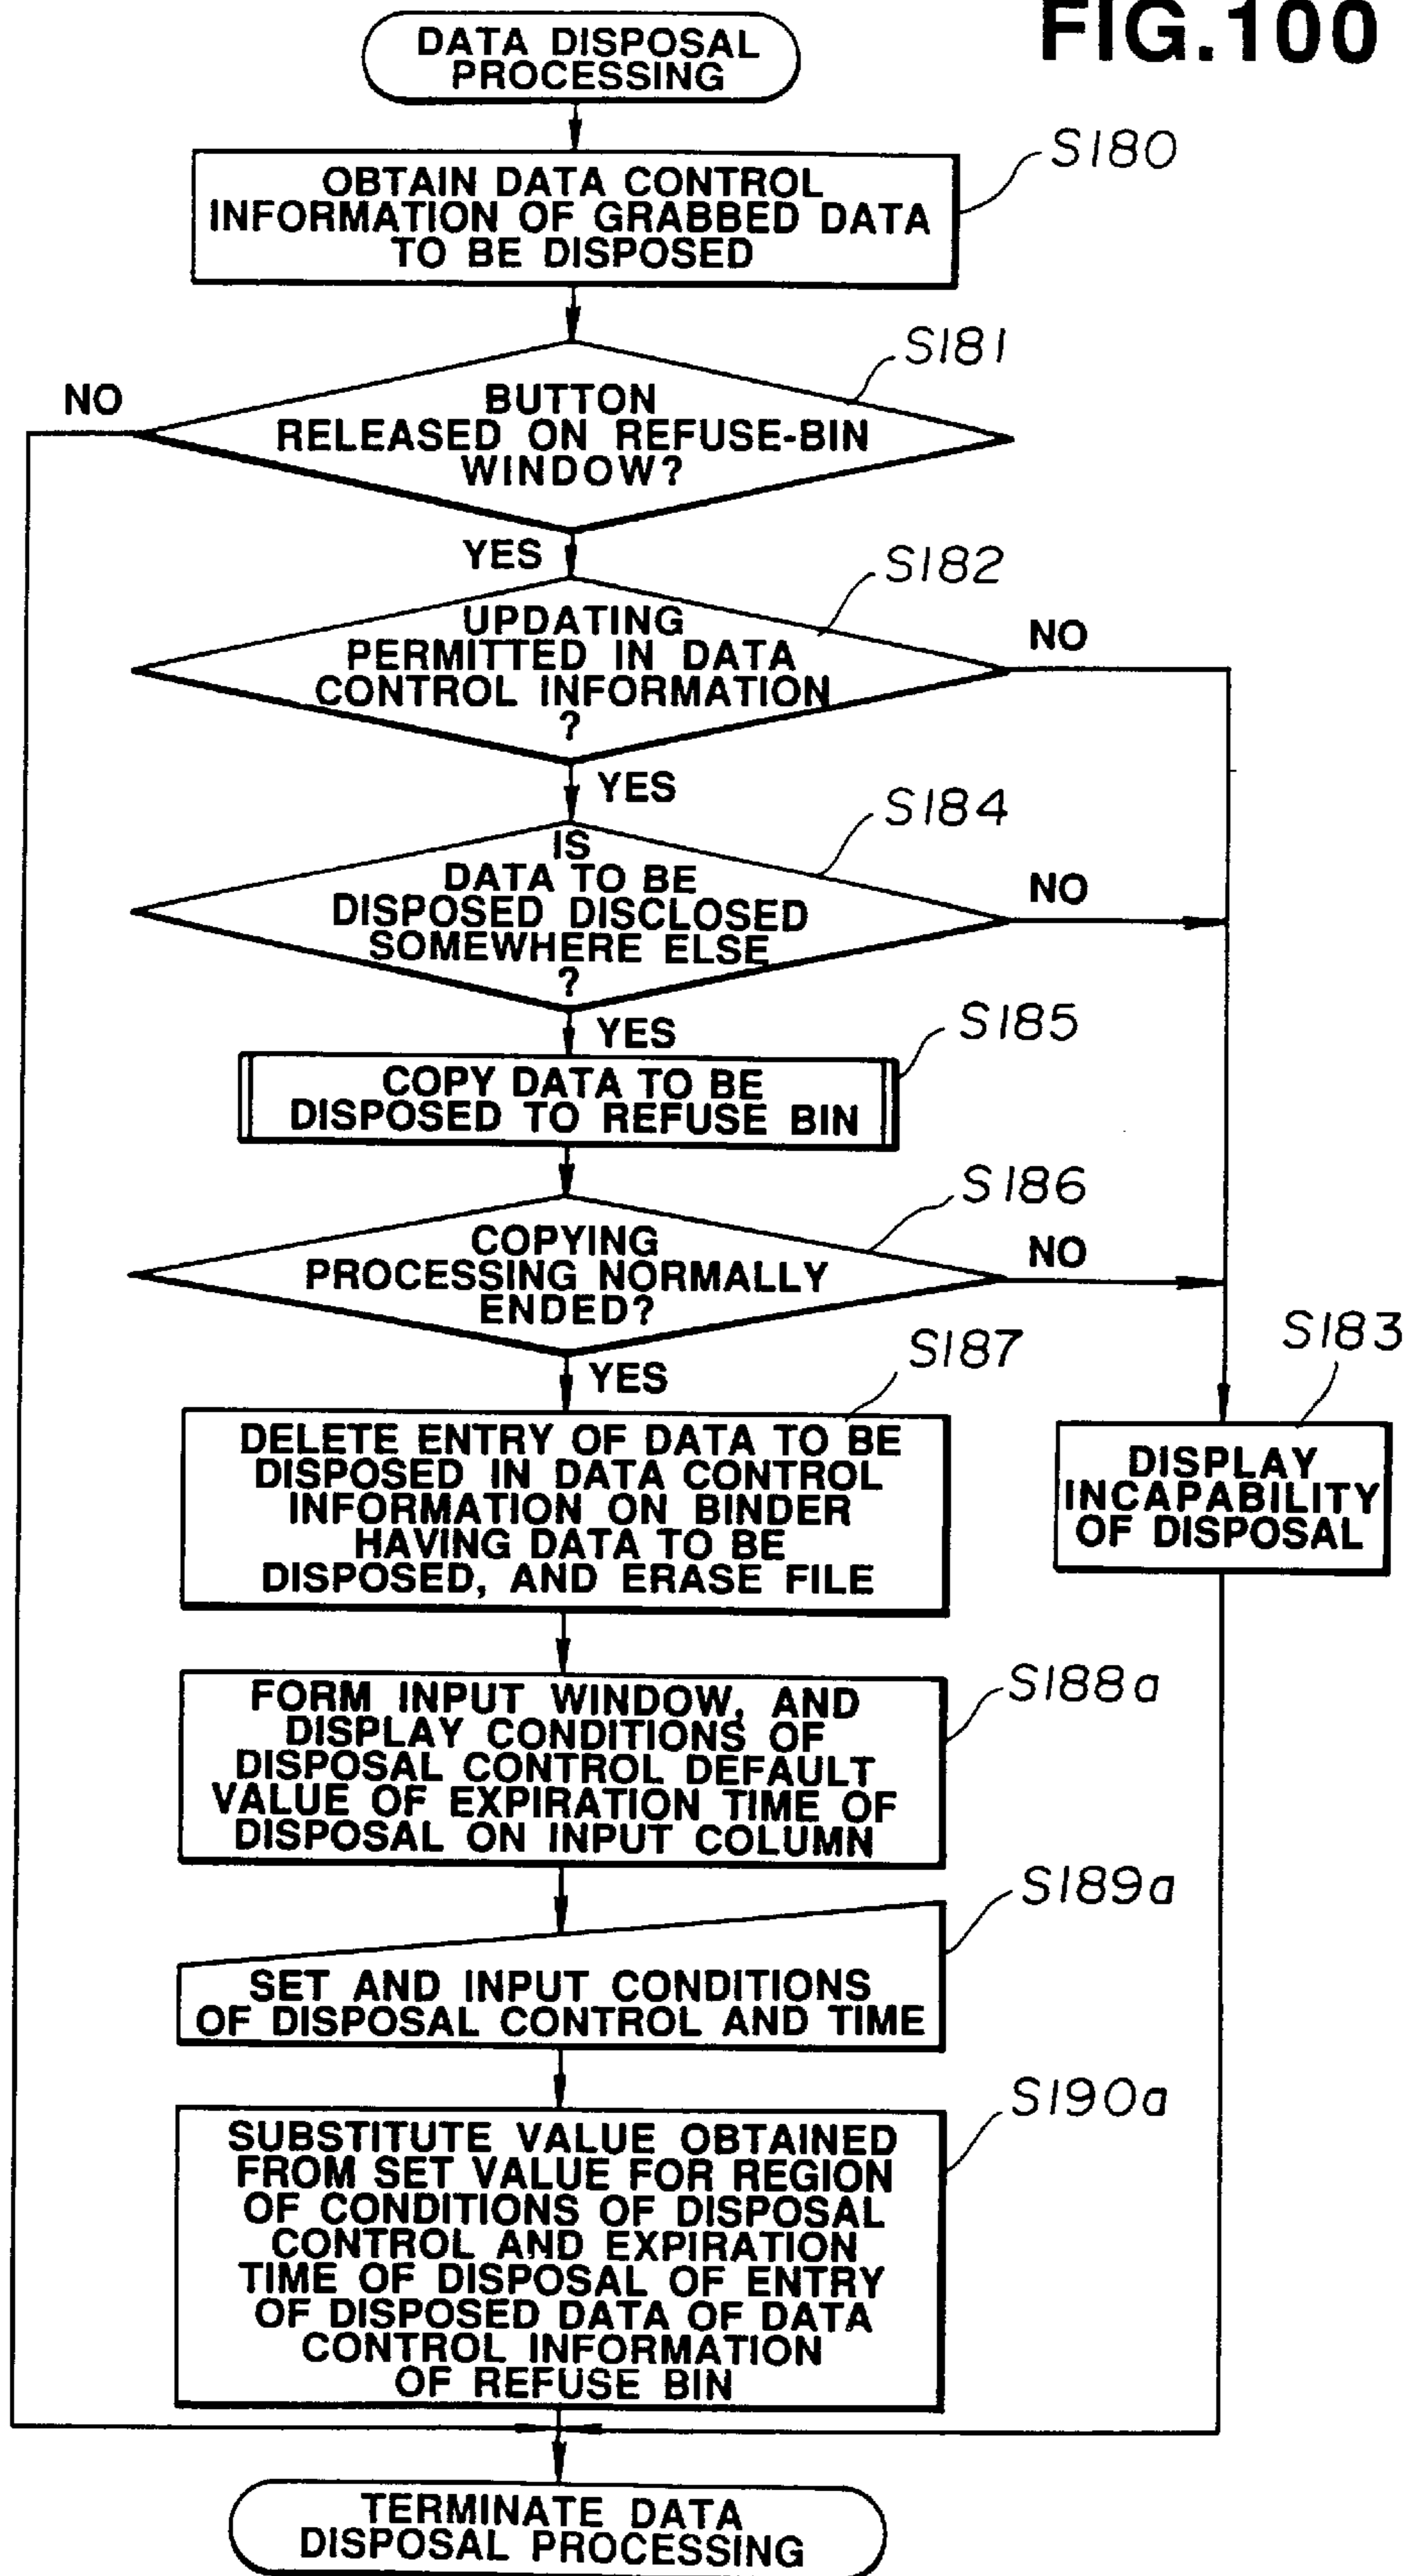 FIG.100
DATA DISPOSAL
PROCESSING
S180
OBTAIN DATA CONTROL
INFORMATION OF GRABBED DATA
TO BE DISPOSED
S181
NO
BUTTON
RELEASED ON REFUSE-BIN
WINDOW?
YES
S182
UPDATING
PERMITTED IN DATA
CONTROL INFORMATION
?
NO
YES
S184
IS
DATA TO BE
DISPOSED DISCLOSED
SOMEWHERE ELSE
?
NO
YES
S185
COPY DATA TO BE
DISPOSED TO REFUSE BIN
S186
COPYING
PROCESSING NORMALLY
ENDED?
NO
YES
S187
DELETE ENTRY OF DATA TO BE
DISPOSED IN DATA CONTROL
INFORMATION ON BINDER
HAVING DATA TO BE
DISPOSED, AND ERASE FILE
S183
DISPLAY
INCAPABILITY
OF DISPOSAL
S188a
FORM INPUT WINDOW, AND
DISPLAY CONDITIONS OF
DISPOSAL CONTROL DEFAULT
VALUE OF EXPIRATION TIME OF
DISPOSAL ON INPUT COLUMN
S189a
SET AND INPUT CONDITIONS
OF DISPOSAL CONTROL AND TIME
S190a
SUBSTITUTE VALUE OBTAINED
FROM SET VALUE FOR REGION
OF CONDITIONS OF DISPOSAL
CONTROL AND EXPIRATION
TIME OF DISPOSAL OF ENTRY
OF DISPOSED DATA OF DATA
CONTROL INFORMATION
OF REFUSE BIN
TERMINATE DATA
DISPOSAL PROCESSING